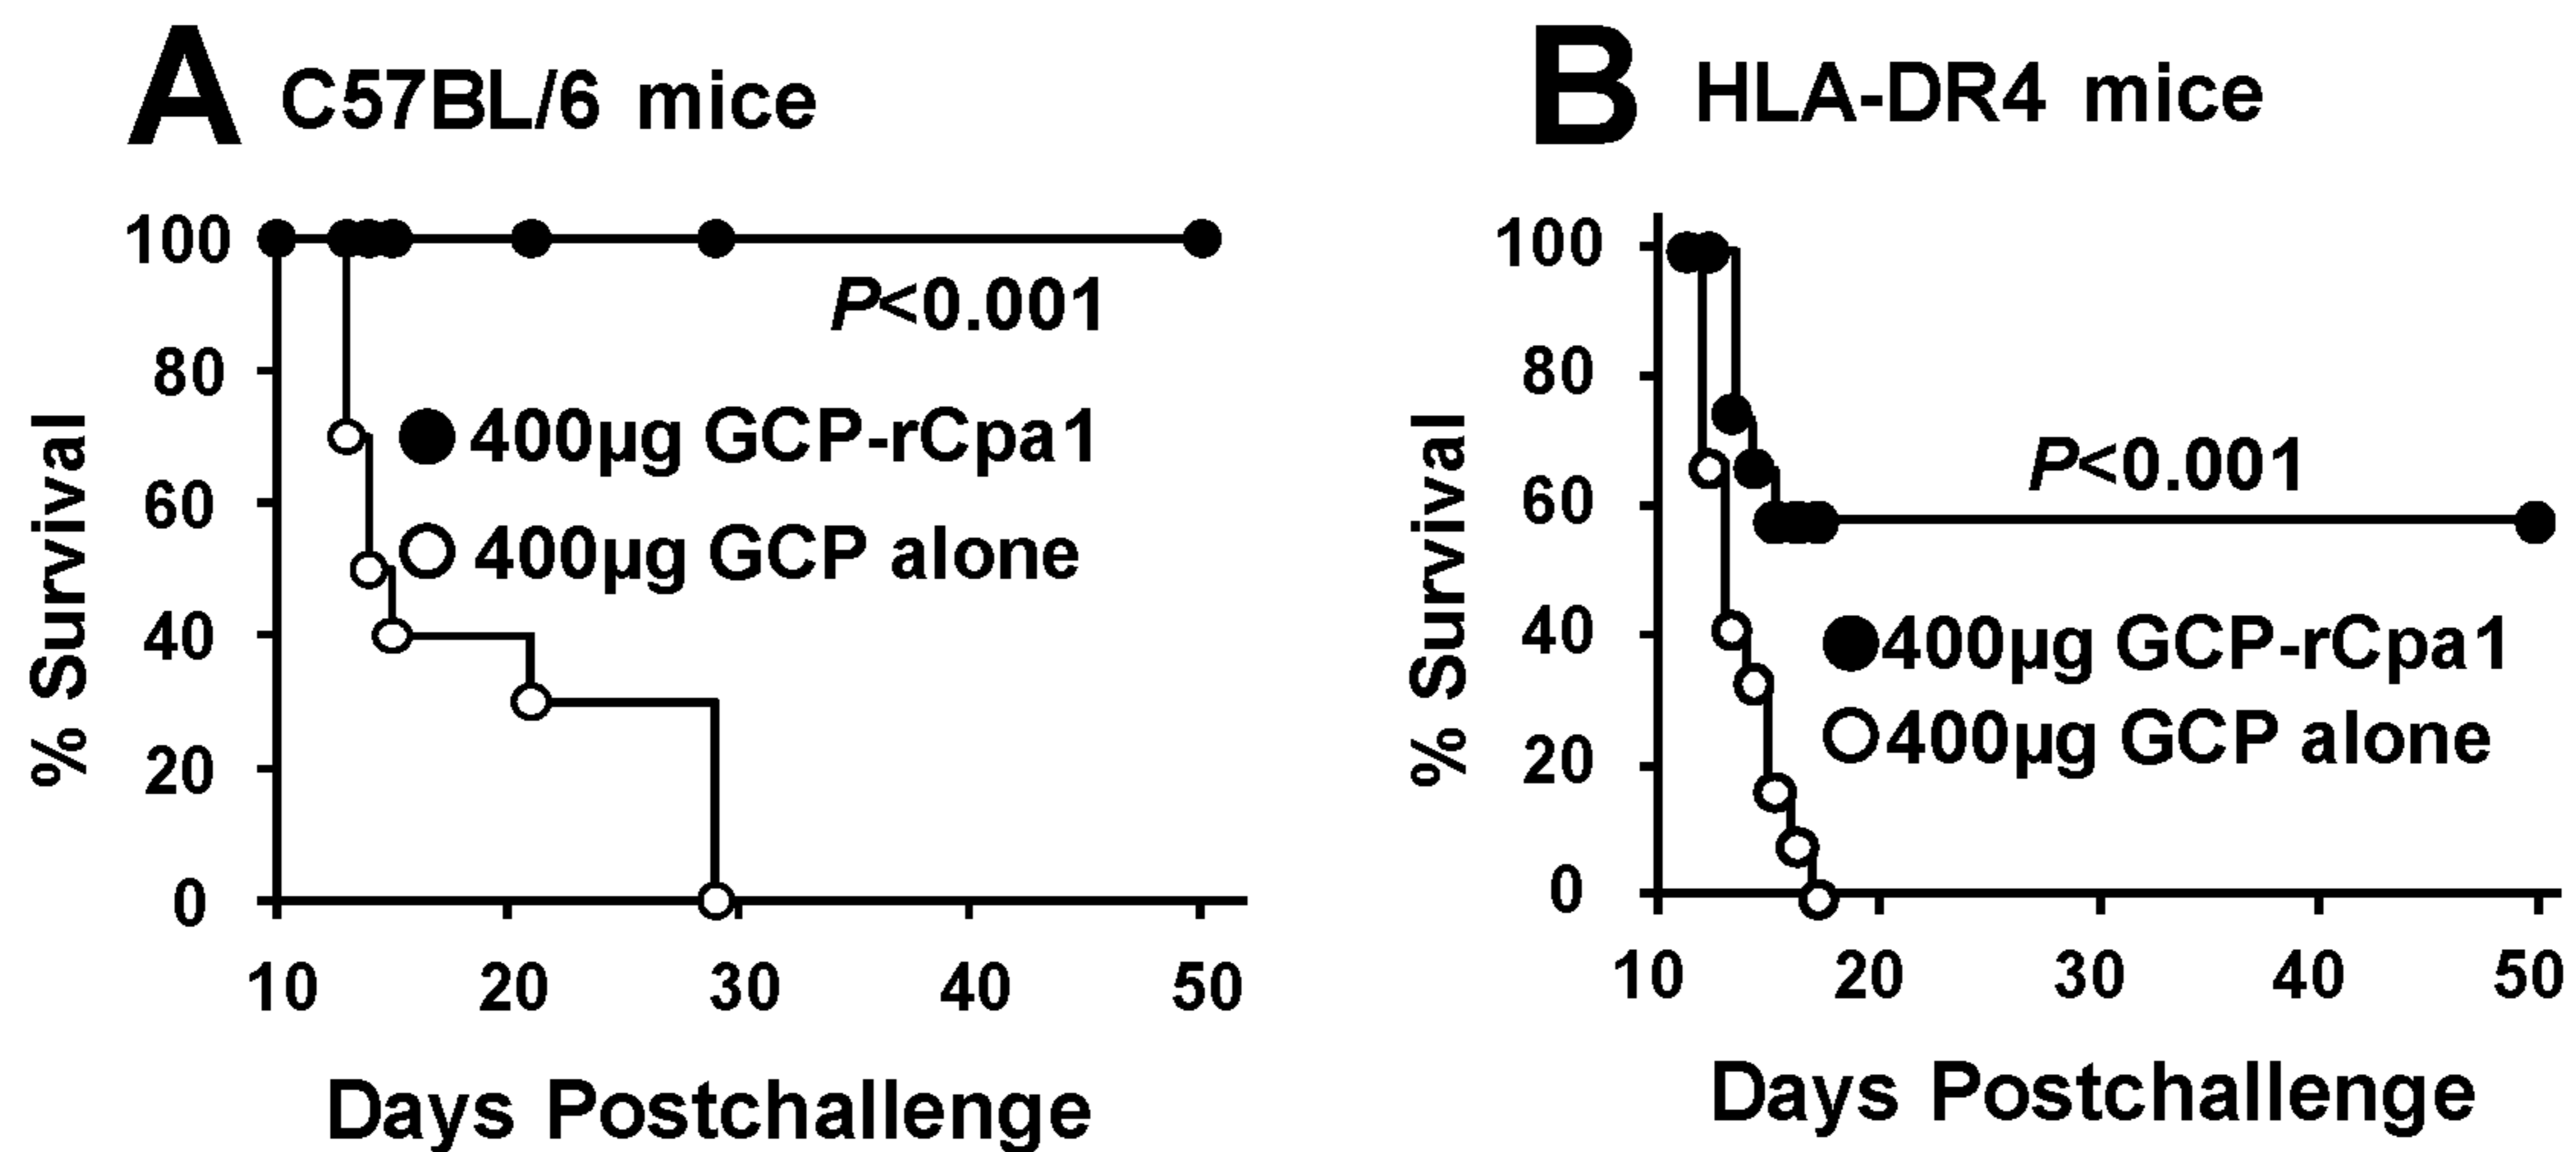 A C57BL/6 mice
% Survival
100
80
60
40
20
0
P<0.001
400µg GCP-rCpa1
400µg GCP alone
10 20 30 40 50
Days Postchallenge
B HLA-DR4 mice
% Survival
100
80
60
40
20
0
P<0.001
400µg GCP-rCpa1
400µg GCP alone
10 20 30 40 50
Days Postchallenge